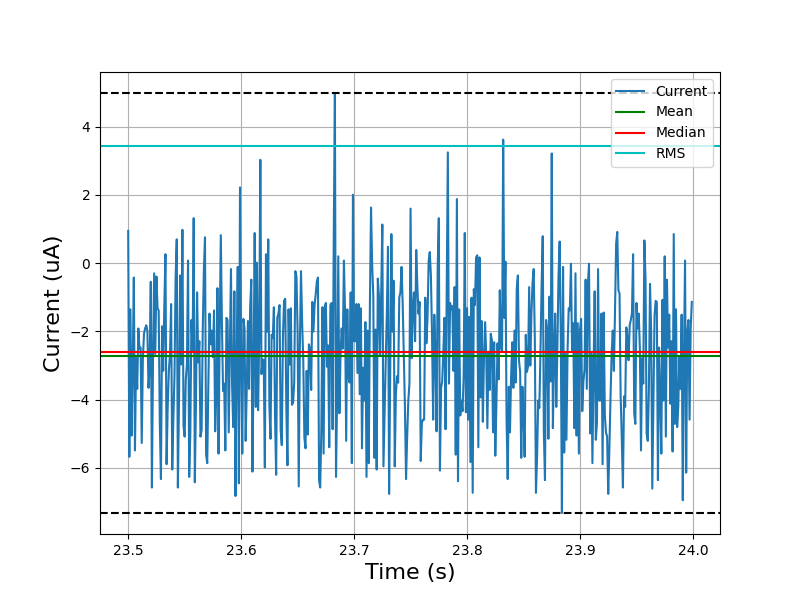 Current
Mean
Median
RMS
4
2
0
−2
−4
−6
Current (uA)
23.5 23.6 23.7 23.8 23.9 24.0
Time (s)